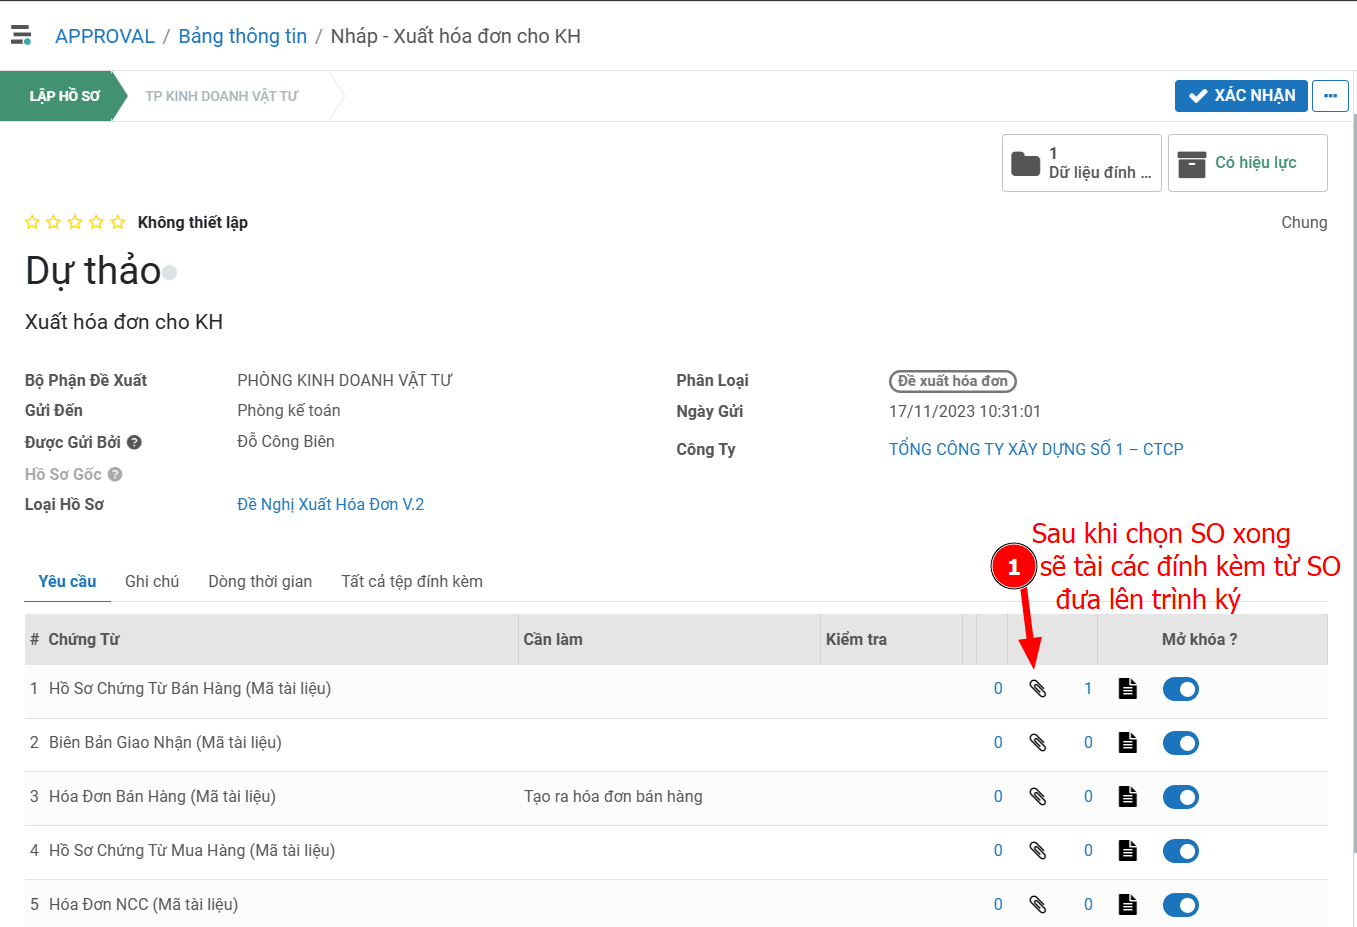 APPROVAL / Bảng thông tin / Nháp - Xuất hóa đơn cho KH
LẬP HỒ SƠ
TP KINH DOANH VẬT TƯ
XÁC NHẬN
1
Dữ liệu đính ...
Có hiệu lực
Không thiết lập
Chung
Dự thảo
Xuất hóa đơn cho KH
Bộ Phận Đề Xuất PHÒNG KINH DOANH VẬT TƯ
Phân Loại Đề xuất hóa đơn
Gửi Đến Phòng kế toán
Ngày Gửi 17/11/2023 10:31:01
Được Gửi Bởi ? Đỗ Công Biên
Công Ty TỔNG CÔNG TY XÂY DỰNG SỐ 1 – CTCP
Hồ Sơ Gốc ?
Loại Hồ Sơ Đề Nghị Xuất Hóa Đơn V.2
Sau khi chọn SO xong
1 sẽ tài các đính kèm từ SO
đưa lên trình ký
Yêu cầu Ghi chú Dòng thời gian Tất cả tệp đính kèm
# Chứng Từ Cần làm Kiểm tra Mở khóa ?
1 Hồ Sơ Chứng Từ Bán Hàng (Mã tài liệu) 0 1
2 Biên Bản Giao Nhận (Mã tài liệu) 0 0
3 Hóa Đơn Bán Hàng (Mã tài liệu) Tạo ra hóa đơn bán hàng 0 0
4 Hồ Sơ Chứng Từ Mua Hàng (Mã tài liệu) 0 0
5 Hóa Đơn NCC (Mã tài liệu) 0 0